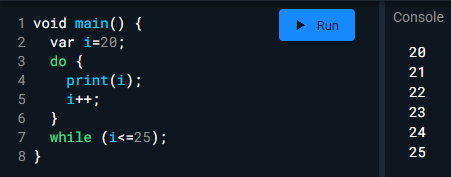 1 void main() {
2   var i=20;
3   do {
4     print(i);
5     i++;
6   }
7   while (i<=25);
8 }
Run
Console
20
21
22
23
24
25